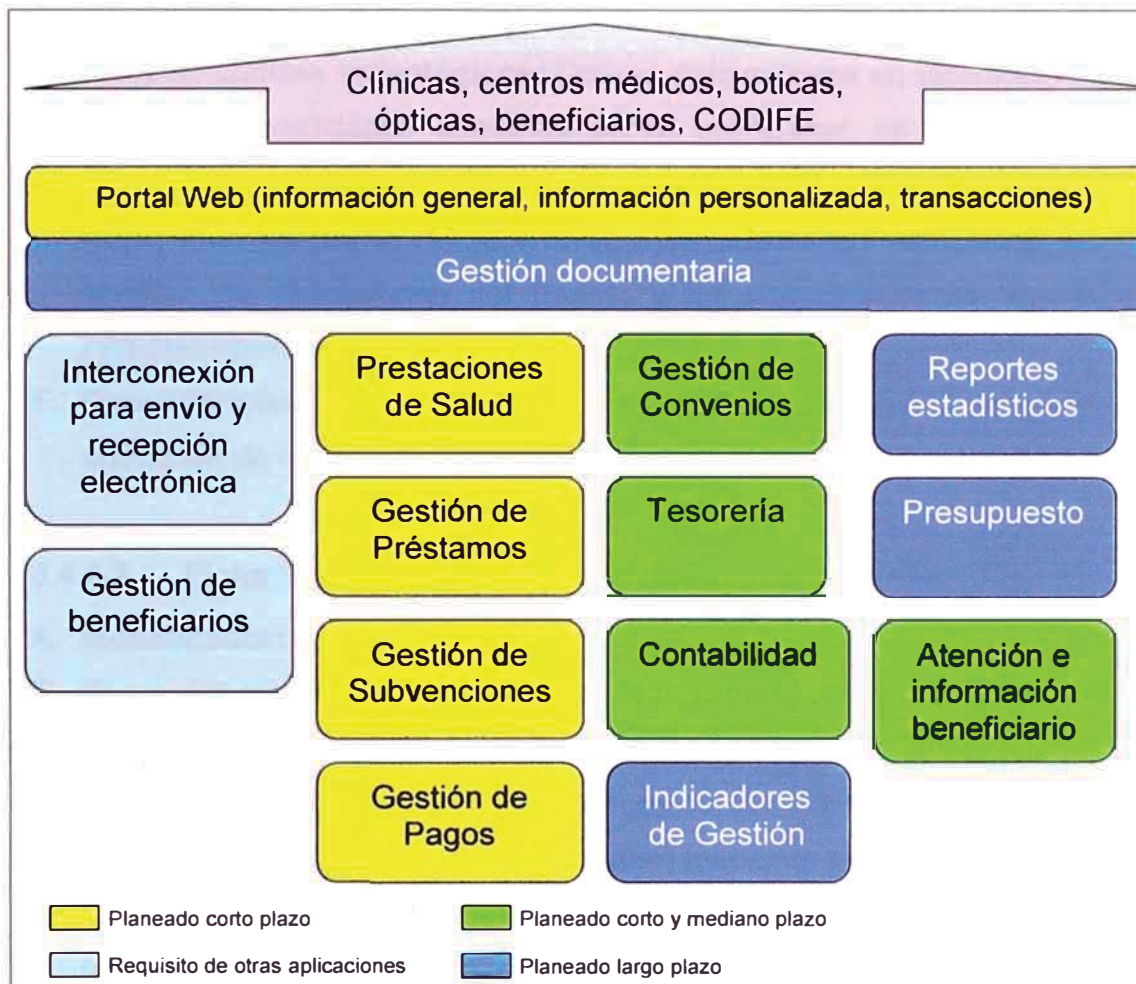 Clínicas, centros médicos, boticas,
ópticas, beneficiarios, CODIFE
Portal Web (información general, información personalizada, transacciones)
Gestión documentaria
Interconexión
para envío y
recepción
electrónica
Gestión de
beneficiarios
Prestaciones
de Salud
Gestión de
Préstamos
Gestión de
Subvenciones
Gestión de
Pagos
Gestión de
Convenios
Tesorería
Contabilidad
Indicadores
de Gestión
Reportes
estadísticos
Presupuesto
Atención e
información
beneficiario
Planeado corto plazo
Planeado corto y mediano plazo
Requisito de otras aplicaciones
Planeado largo plazo